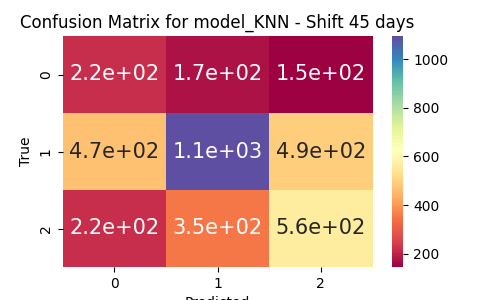 Confusion Matrix for model_KNN - Shift 45 days
0 2.2e+02 1.7e+02 1.5e+02
1 4.7e+02 1.1e+03 4.9e+02
2 2.2e+02 3.5e+02 5.6e+02
True
0 1 2
Predicted
1000
800
600
400
200